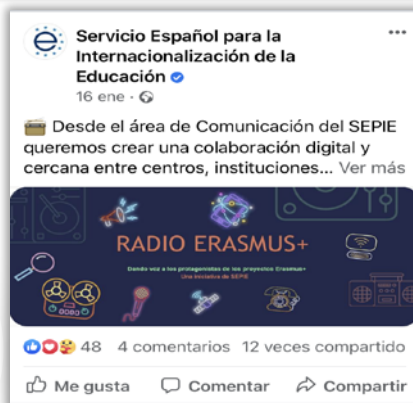 Servicio Español para la
Internacionalización de la
Educación
16 ene ·
Desde el área de Comunicación del SEPIE
queremos crear una colaboración digital y
cercana entre centros, instituciones... Ver más
RADIO ERASMUS+
Dando voz a los protagonistas de los proyectos Erasmus+
Una iniciativa de SEPIE
48 4 comentarios 12 veces compartido
Me gusta Comentar Compartir